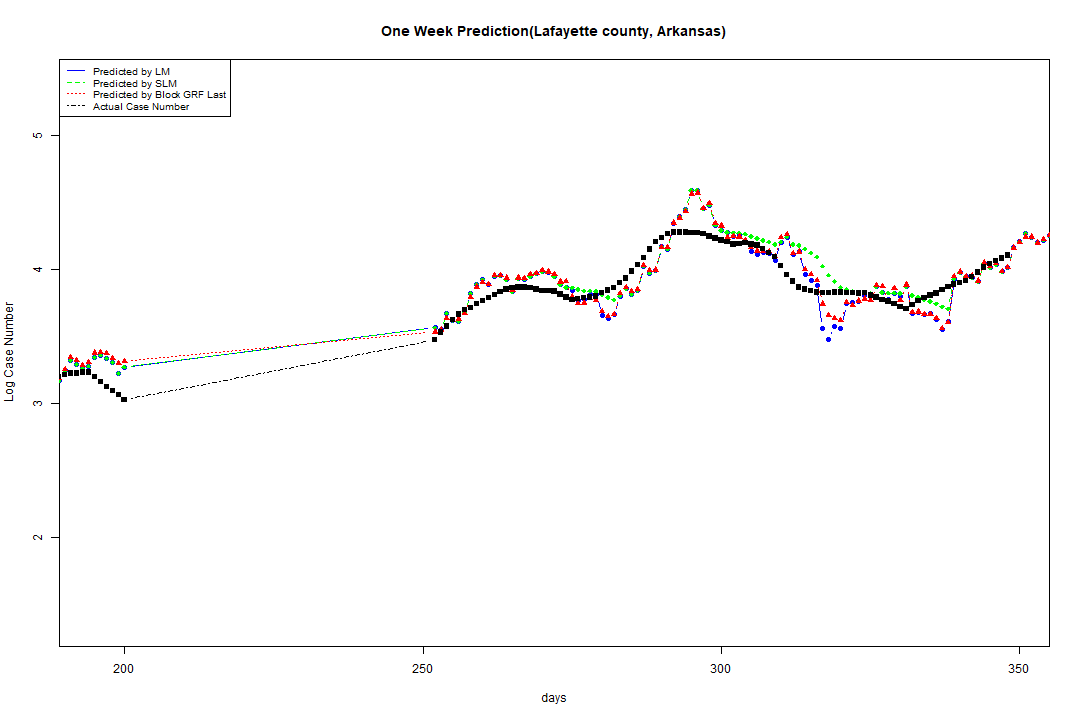 One Week Prediction(Lafayette county, Arkansas)
Predicted by LM
Predicted by SLM
Predicted by Block GRF Last
Actual Case Number
5
4
3
2
Log Case Number
200
250
300
350
days